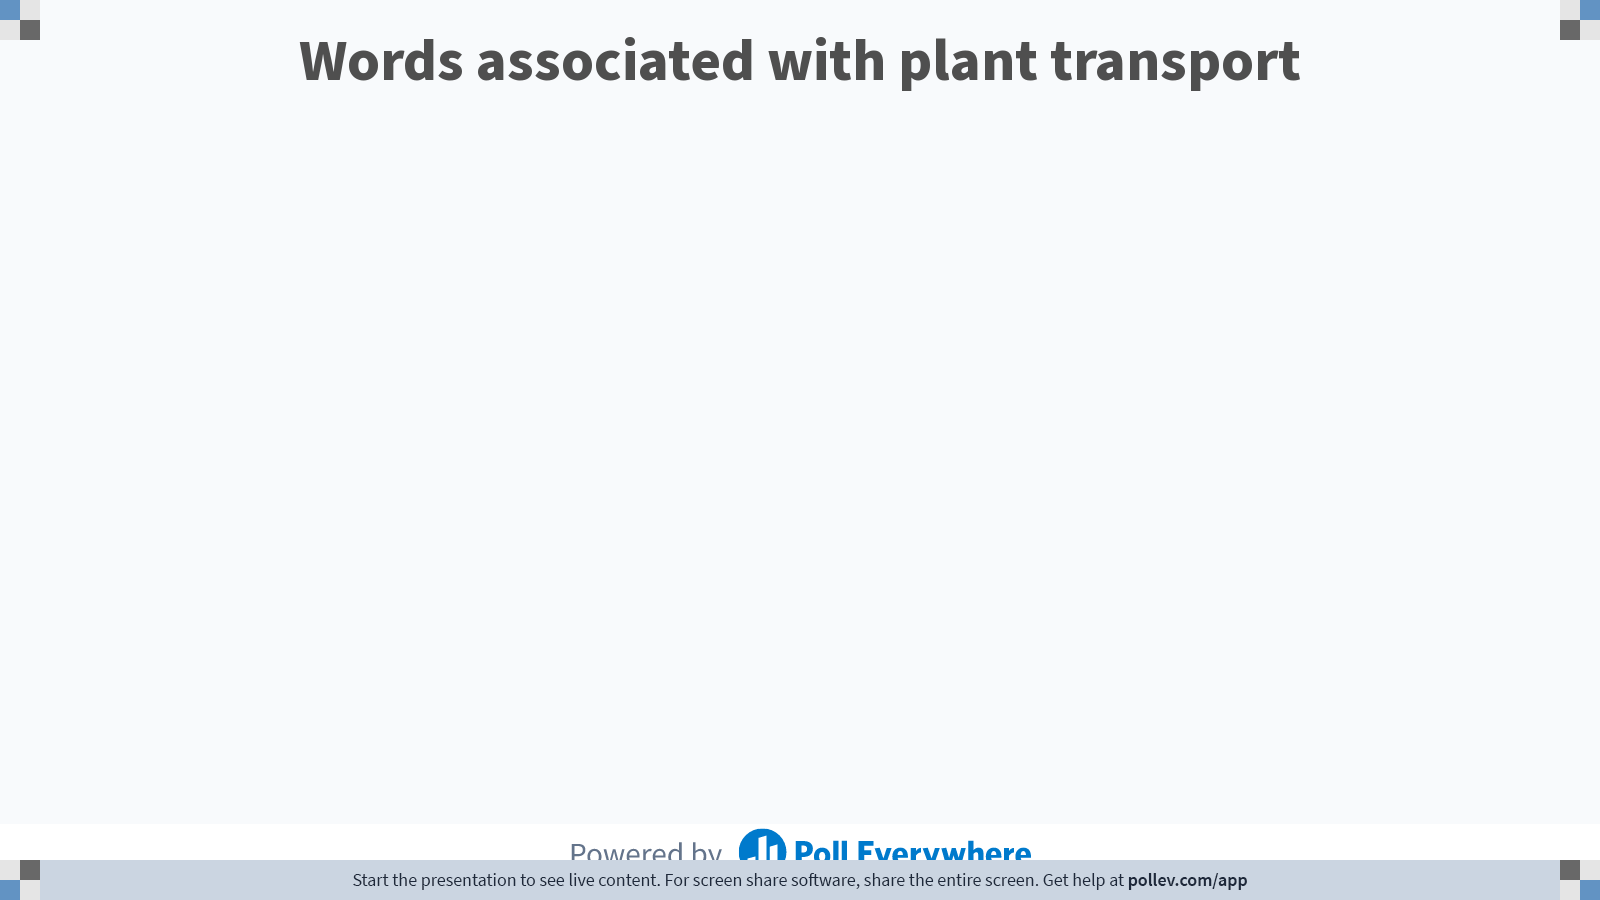 Words associated with plant transport
Powered by Poll Everywhere
Start the presentation to see live content. For screen share software, share the entire screen. Get help at pollev.com/app